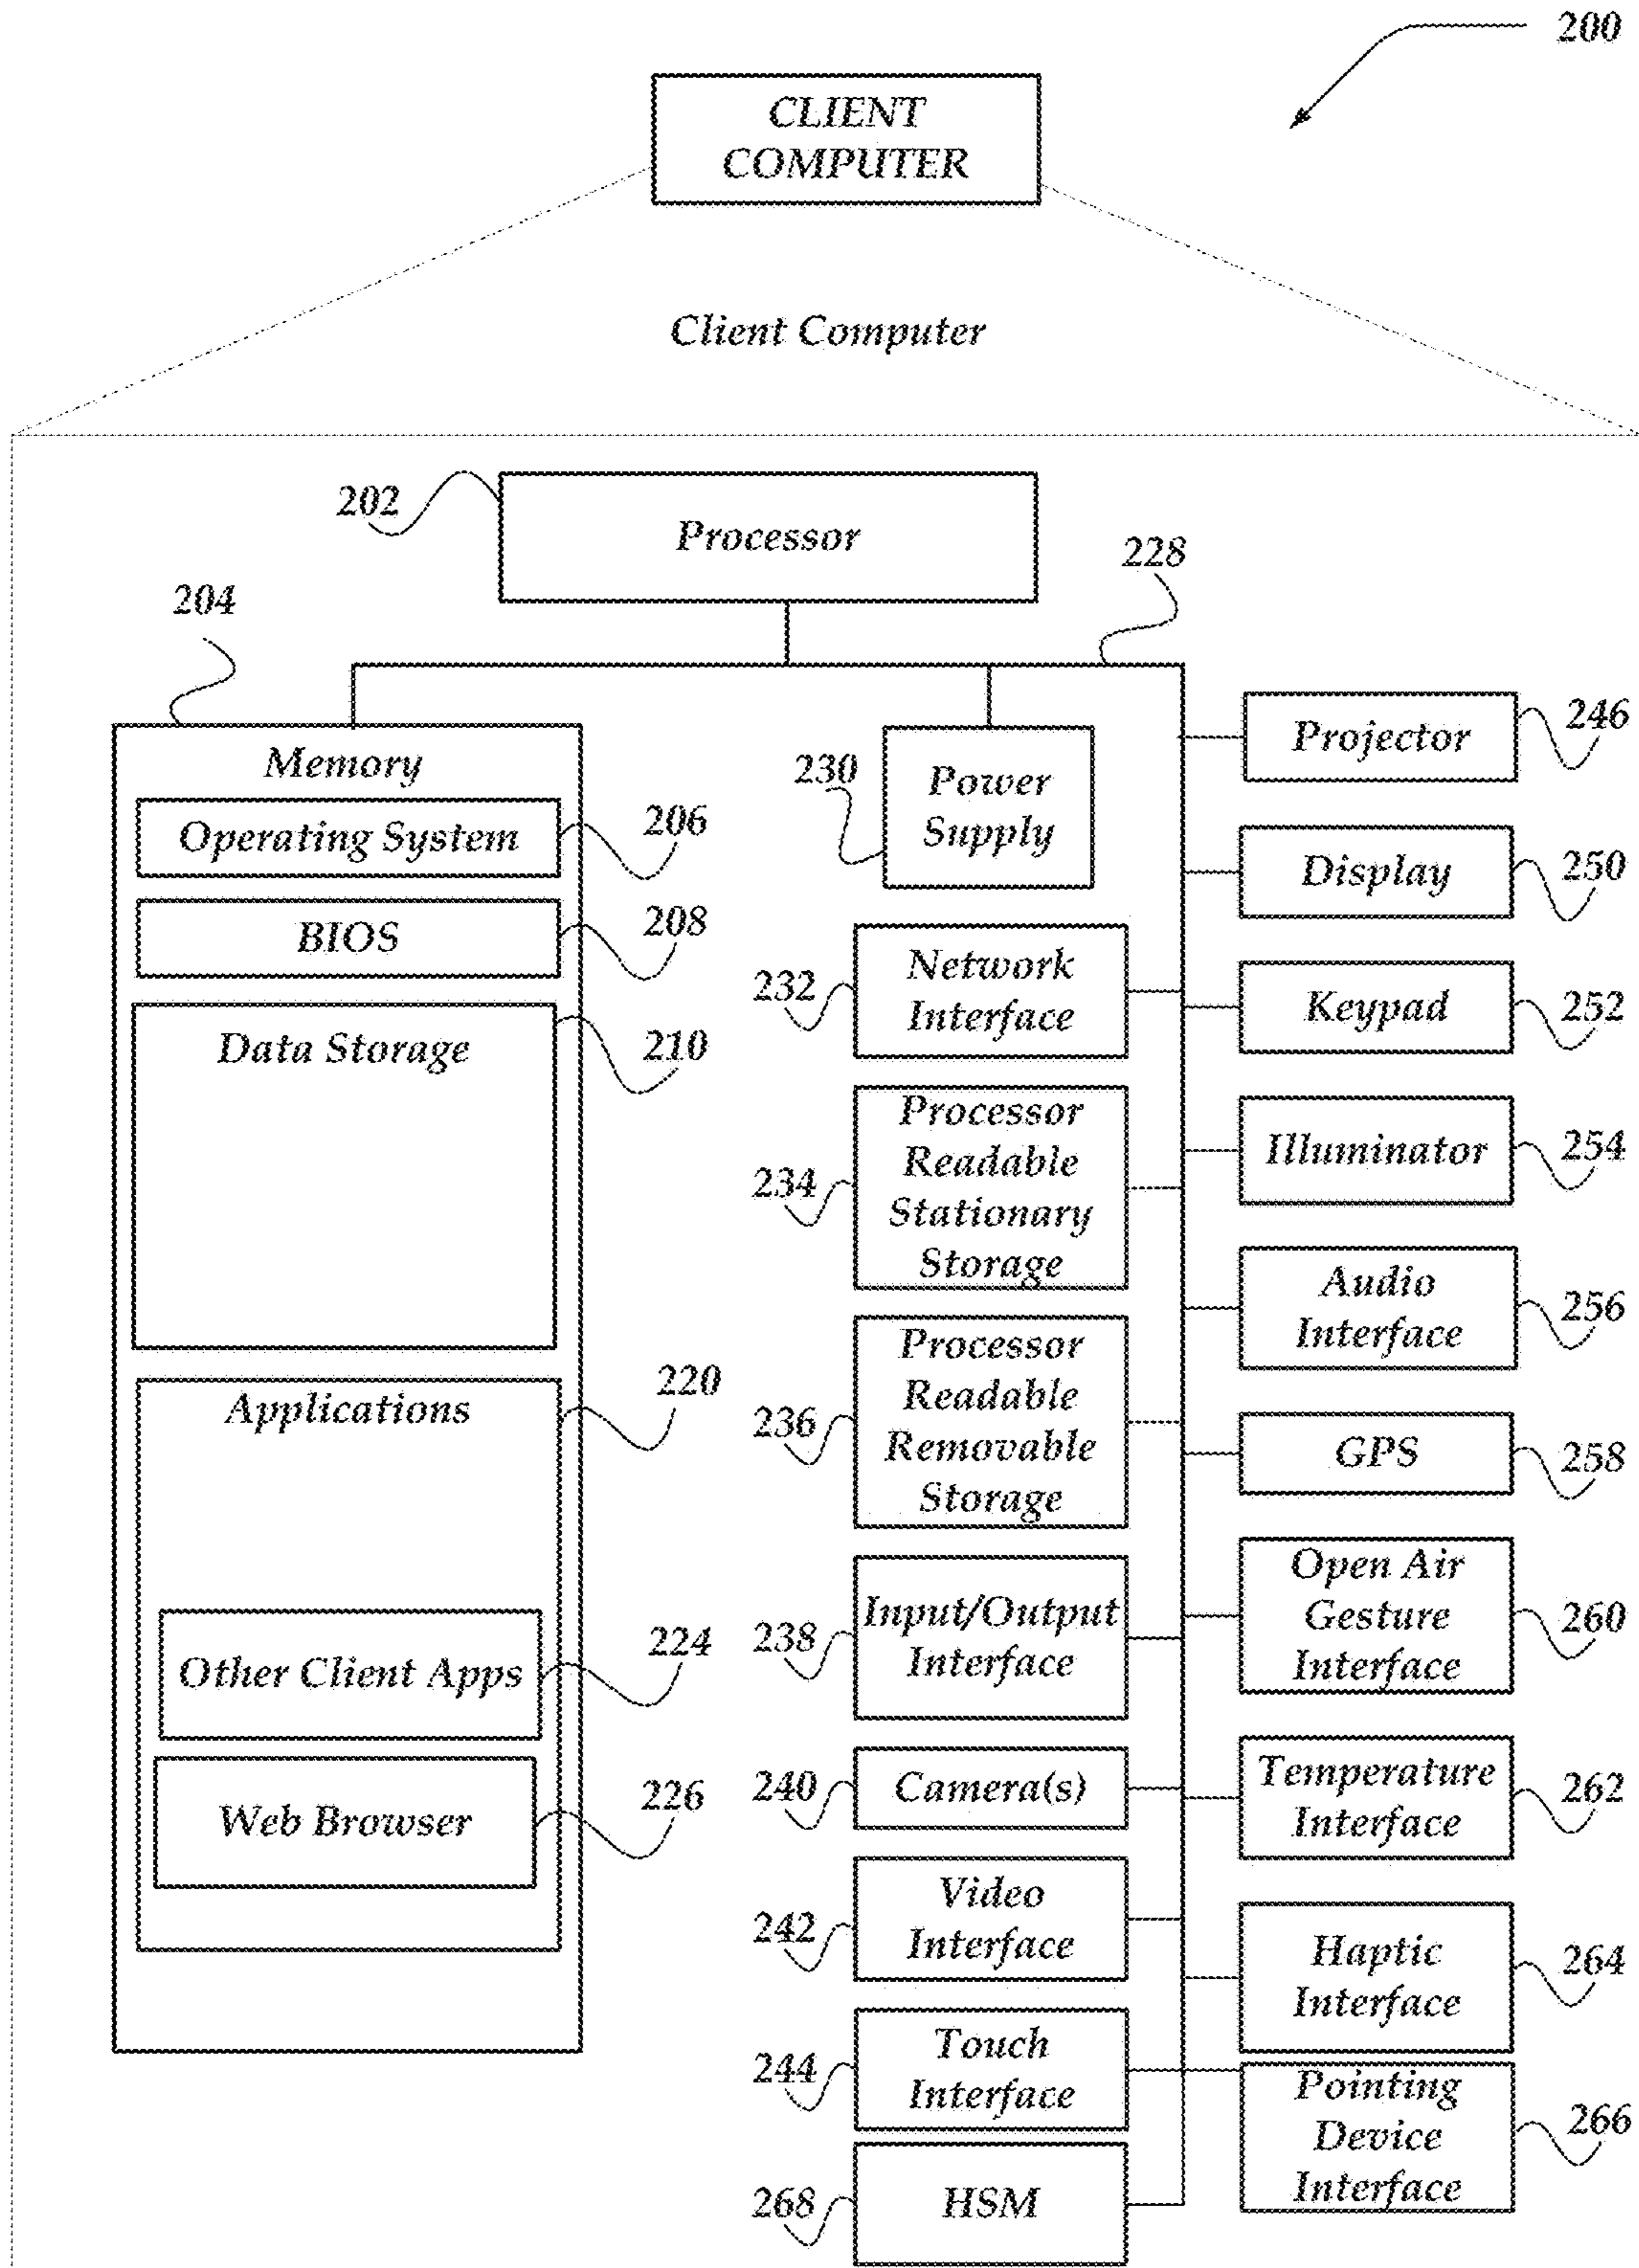 200
CLIENT
COMPUTER
Client Computer
202
Processor
228
204
Memory
Operating System
206
BIOS
208
Data Storage
210
Applications
220
Other Client Apps
224
Web Browser
226
230
Power
Supply
232
Network
Interface
234
Processor
Readable
Stationary
Storage
236
Processor
Readable
Removable
Storage
238
Input/Output
Interface
240
Camera(s)
242
Video
Interface
244
Touch
Interface
268
HSM
Projector
246
Display
250
Keypad
252
Illuminator
254
Audio
Interface
256
GPS
258
Open Air
Gesture
Interface
260
Temperature
Interface
262
Haptic
Interface
264
Pointing
Device
Interface
266